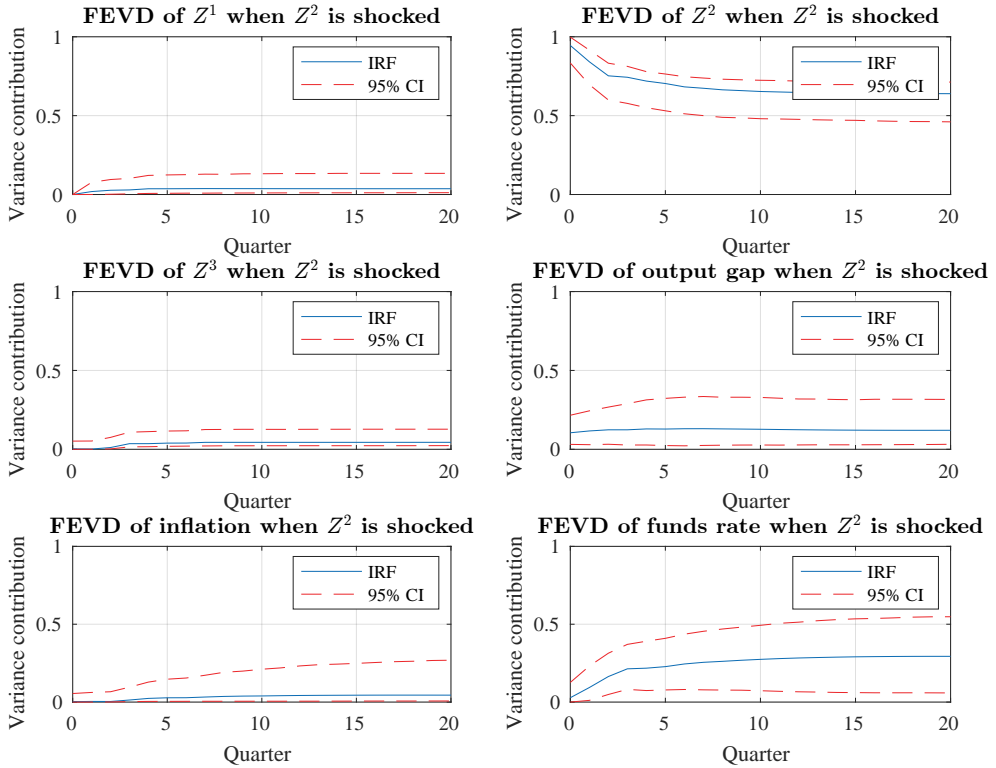 FEVD of Z¹ when Z² is shocked
1
0.5
0
0 5 10 15 20
Variance contribution
Quarter
IRF
95% CI
FEVD of Z² when Z² is shocked
1
0.5
0
0 5 10 15 20
Variance contribution
Quarter
IRF
95% CI
FEVD of Z³ when Z² is shocked
1
0.5
0
0 5 10 15 20
Variance contribution
Quarter
IRF
95% CI
FEVD of output gap when Z² is shocked
1
0.5
0
0 5 10 15 20
Variance contribution
Quarter
IRF
95% CI
FEVD of inflation when Z² is shocked
1
0.5
0
0 5 10 15 20
Variance contribution
Quarter
IRF
95% CI
FEVD of funds rate when Z² is shocked
1
0.5
0
0 5 10 15 20
Variance contribution
Quarter
IRF
95% CI